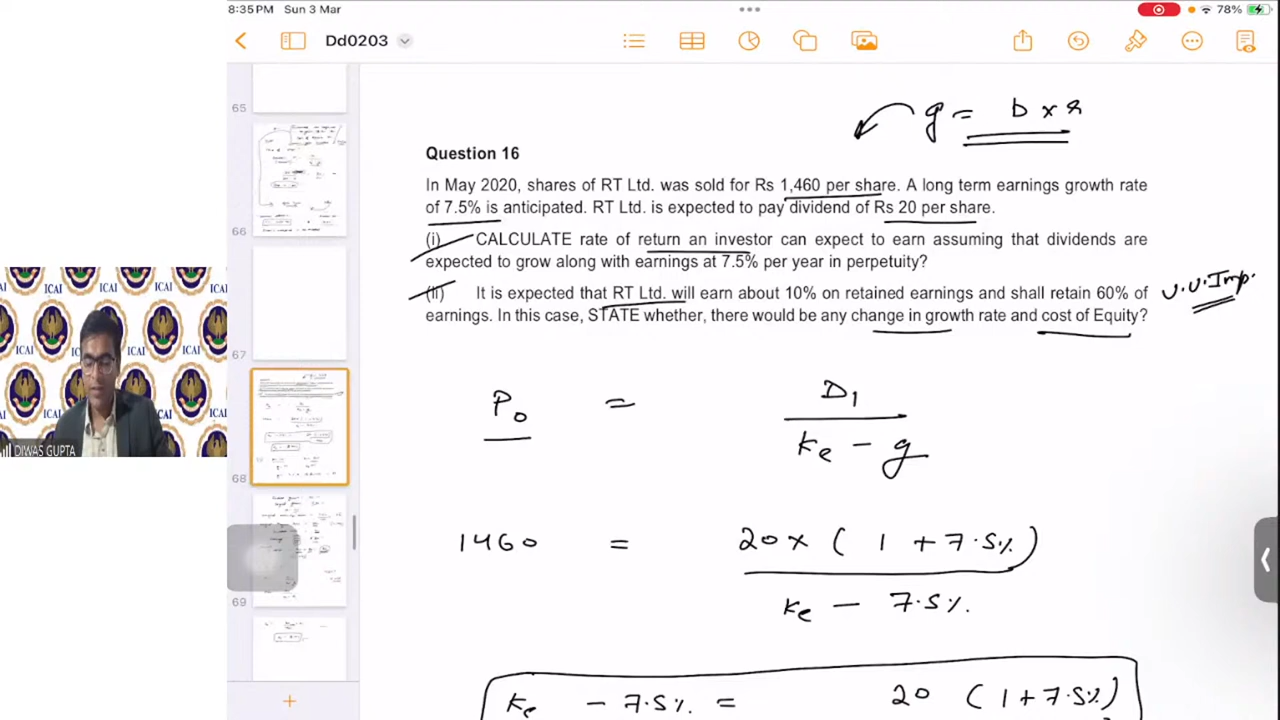 8:35 PM Sun 3 Mar
78%
Dd0203
65
66
67
68
69
g = b x r
Question 16
In May 2020, shares of RT Ltd. was sold for Rs 1,460 per share. A long term earnings growth rate
of 7.5% is anticipated. RT Ltd. is expected to pay dividend of Rs 20 per share.
(i) CALCULATE rate of return an investor can expect to earn assuming that dividends are
expected to grow along with earnings at 7.5% per year in perpetuity?
(ii) It is expected that RT Ltd. will earn about 10% on retained earnings and shall retain 60% of
earnings. In this case, STATE whether, there would be any change in growth rate and cost of Equity?
v.v.Imp.
P0 = D1
Ke - g
1460 = 20x ( 1 + 7.5%)
Ke - 7.5%.
Ke - 7.5%. = 20 (1+7.5%)
ICAI
ICAI
ICAI
ICAI
DIWAS GUPTA